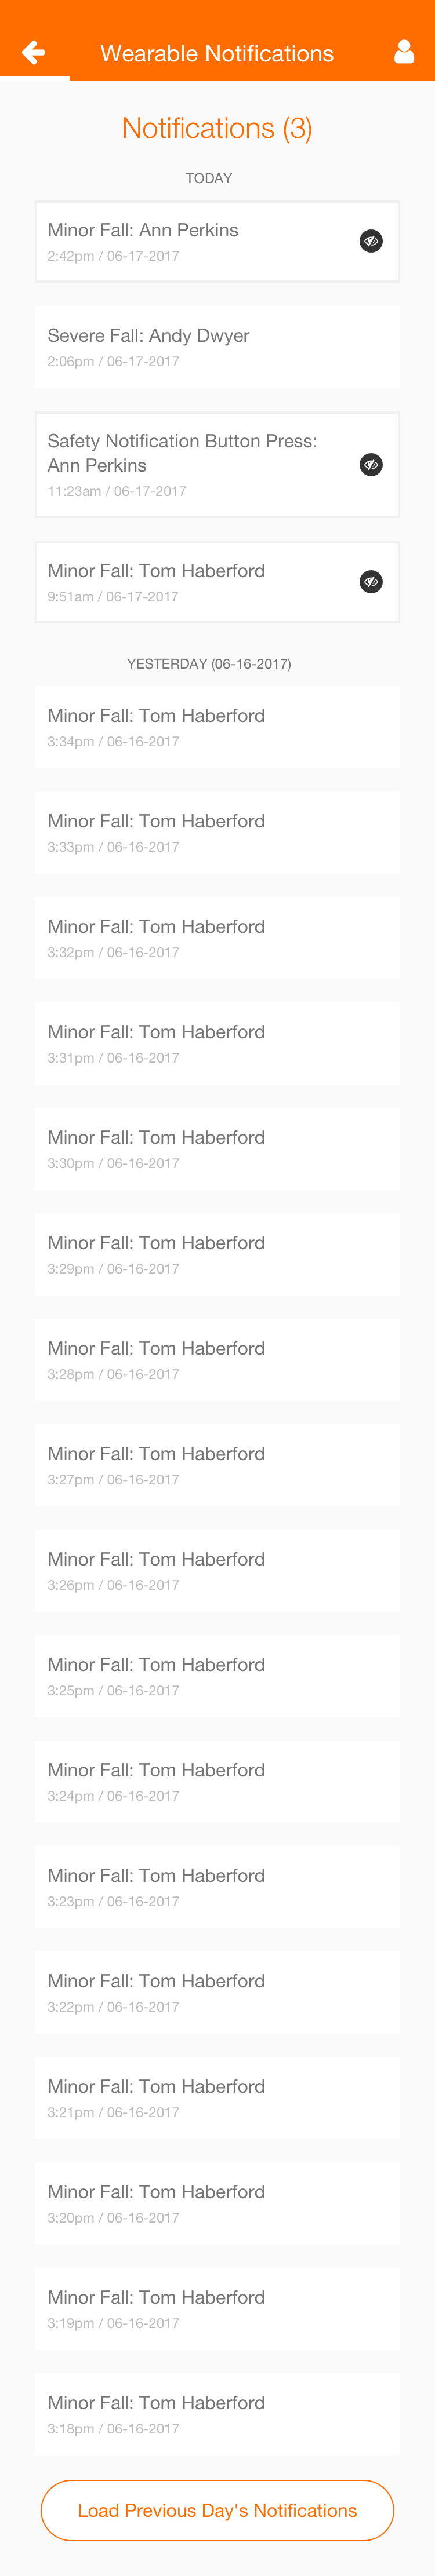 Wearable Notifications
Notifications (3)
TODAY
Minor Fall: Ann Perkins
2:42pm / 06-17-2017
Severe Fall: Andy Dwyer
2:06pm / 06-17-2017
Safety Notification Button Press:
Ann Perkins
11:23am / 06-17-2017
Minor Fall: Tom Haberford
9:51am / 06-17-2017
YESTERDAY (06-16-2017)
Minor Fall: Tom Haberford
3:34pm / 06-16-2017
Minor Fall: Tom Haberford
3:33pm / 06-16-2017
Minor Fall: Tom Haberford
3:32pm / 06-16-2017
Minor Fall: Tom Haberford
3:31pm / 06-16-2017
Minor Fall: Tom Haberford
3:30pm / 06-16-2017
Minor Fall: Tom Haberford
3:29pm / 06-16-2017
Minor Fall: Tom Haberford
3:28pm / 06-16-2017
Minor Fall: Tom Haberford
3:27pm / 06-16-2017
Minor Fall: Tom Haberford
3:26pm / 06-16-2017
Minor Fall: Tom Haberford
3:25pm / 06-16-2017
Minor Fall: Tom Haberford
3:24pm / 06-16-2017
Minor Fall: Tom Haberford
3:23pm / 06-16-2017
Minor Fall: Tom Haberford
3:22pm / 06-16-2017
Minor Fall: Tom Haberford
3:21pm / 06-16-2017
Minor Fall: Tom Haberford
3:20pm / 06-16-2017
Minor Fall: Tom Haberford
3:19pm / 06-16-2017
Minor Fall: Tom Haberford
3:18pm / 06-16-2017
Load Previous Day's Notifications